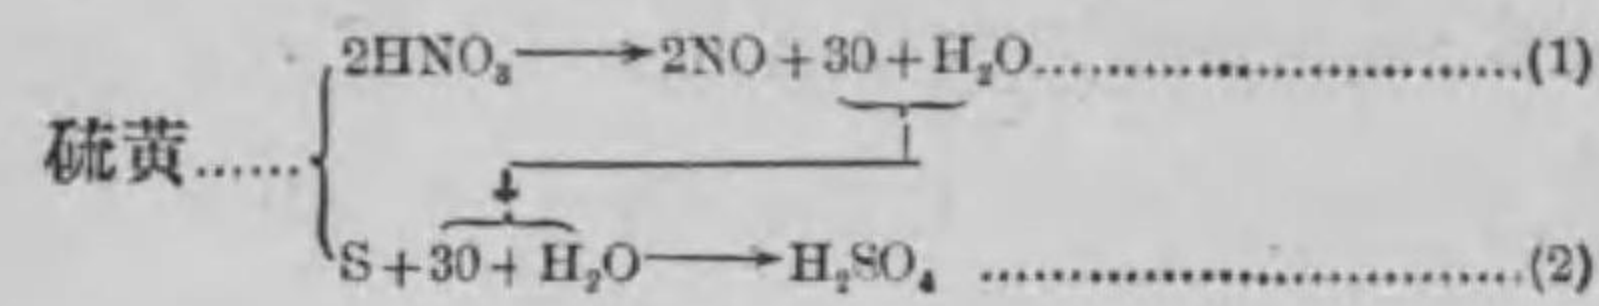 2HNO₃⟶2NO+3O+H₂O..............................(1)
硫黄......
S+3O+H₂O⟶H₂SO₄ ..............................(2)